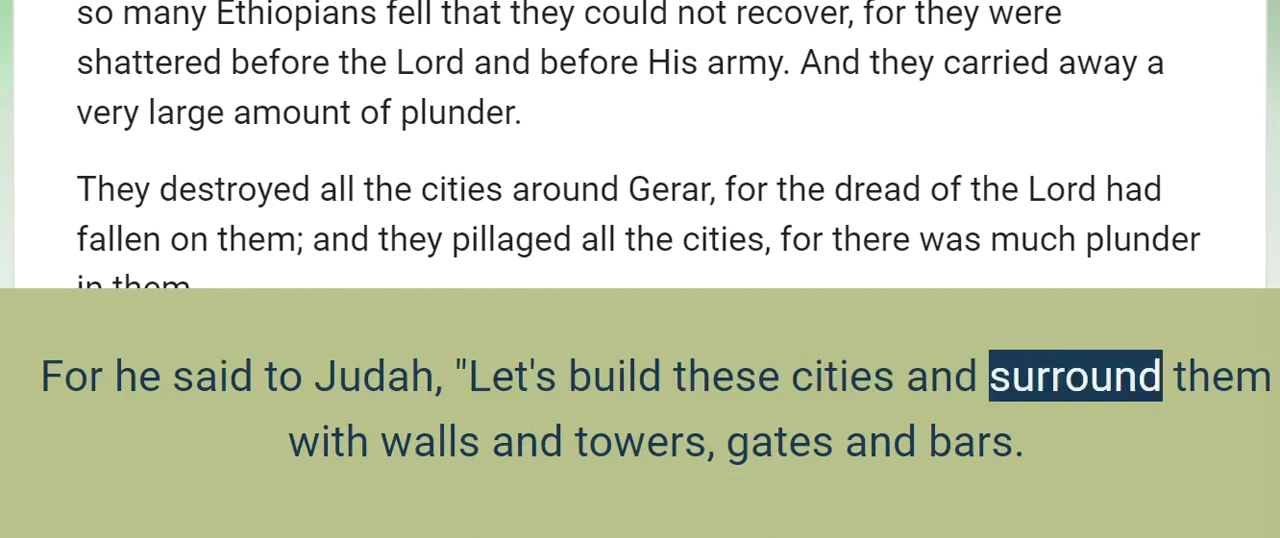 so many Ethiopians fell that they could not recover, for they were
shattered before the Lord and before His army. And they carried away a
very large amount of plunder.
They destroyed all the cities around Gerar, for the dread of the Lord had
fallen on them; and they pillaged all the cities, for there was much plunder
in them
For he said to Judah, "Let's build these cities and surround them
with walls and towers, gates and bars.